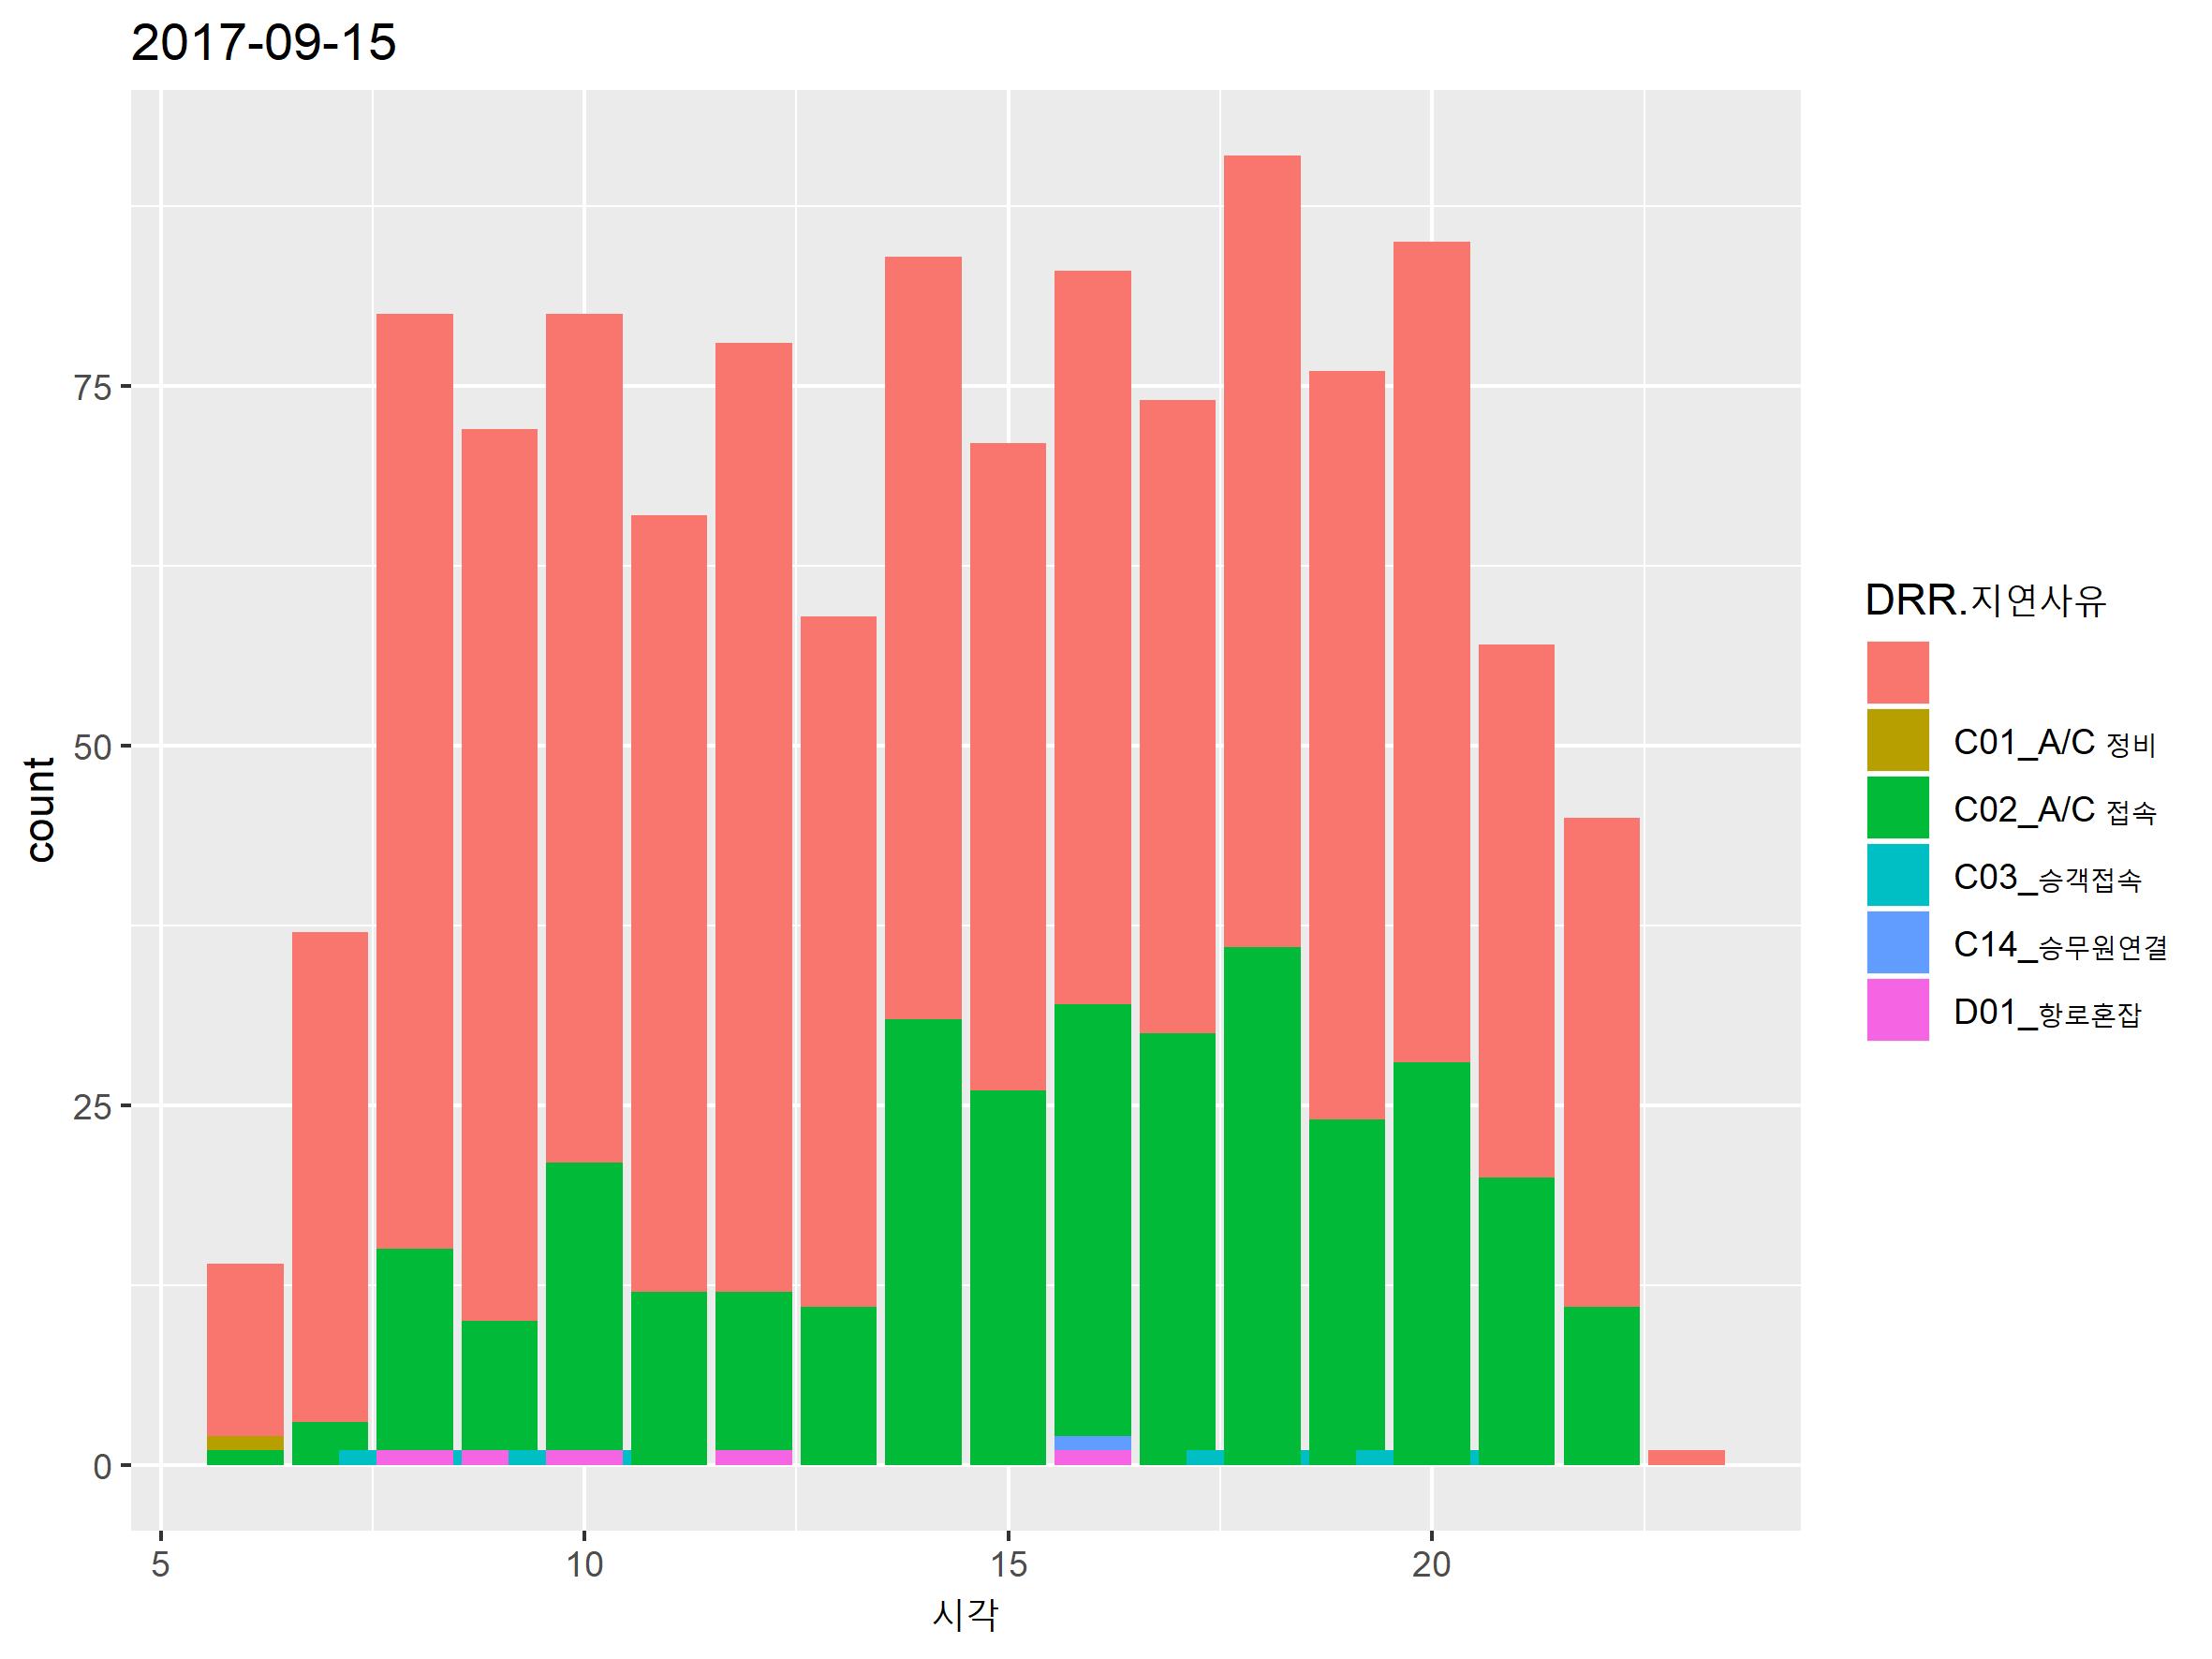 2017-09-15
75
50
25
0
count
5 10 15 20
시각
DRR.지연사유
C01_A/C 정비
C02_A/C 접속
C03_승객접속
C14_승무원연결
D01_항로혼잡